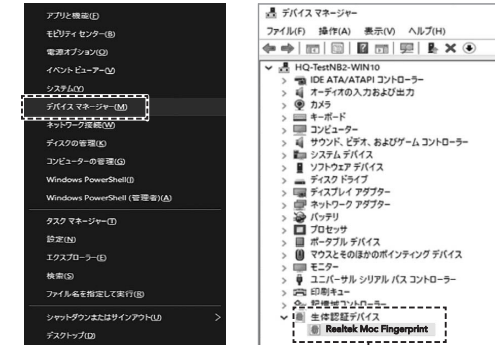 アプリと機能(F)
モビリティ センター(B)
電源オプション(O)
イベント ビューアー(V)
システム(Y)
デバイス マネージャー(M)
ネットワーク接続(W)
ディスクの管理(K)
コンピューターの管理(G)
Windows PowerShell(I)
Windows PowerShell (管理者)(A)
タスク マネージャー(T)
設定(N)
エクスプローラー(E)
検索(S)
ファイル名を指定して実行(R)
シャットダウンまたはサインアウト(U)
デスクトップ(D)
デバイス マネージャー
ファイル(F) 操作(A) 表示(V) ヘルプ(H)
HQ-TestNB2-WIN10
IDE ATA/ATAPI コントローラー
オーディオの入力および出力
カメラ
キーボード
コンピューター
サウンド、ビデオ、およびゲーム コントローラー
システム デバイス
ソフトウェア デバイス
ディスク ドライブ
ディスプレイ アダプター
ネットワーク アダプター
バッテリ
プロセッサ
ポータブル デバイス
マウスとそのほかのポインティング デバイス
モニター
ユニバーサル シリアル バス コントローラー
印刷キュー
記憶域コントローラー
生体認証デバイス
Realtek Moc Fingerprint